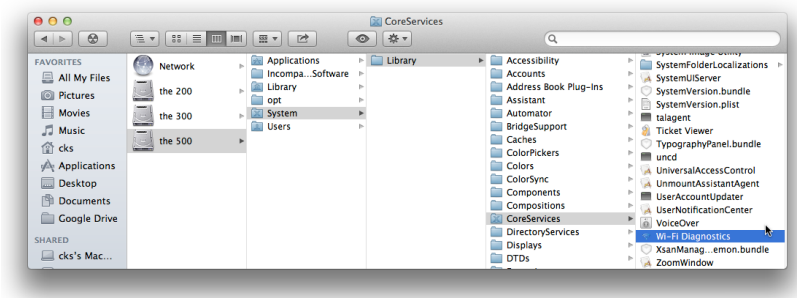 CoreServices
FAVORITES
All My Files
Pictures
Movies
Music
cks
Applications
Desktop
Documents
Google Drive
SHARED
cks's Mac...
Network
the 200
the 300
the 500
Applications
Incompa...Software
Library
opt
System
Users
Library
Accessibility
Accounts
Address Book Plug-Ins
Assistant
Automator
BridgeSupport
Caches
ColorPickers
Colors
ColorSync
Components
Compositions
CoreServices
DirectoryServices
Displays
DTDs
System Image Utility
SystemFolderLocalizations
SystemUIServer
SystemVersion.bundle
SystemVersion.plist
talagent
Ticket Viewer
TypographyPanel.bundle
uncd
UniversalAccessControl
UnmountAssistantAgent
UserAccountUpdater
UserNotificationCenter
VoiceOver
Wi-Fi Diagnostics
XsanManag...emon.bundle
ZoomWindow